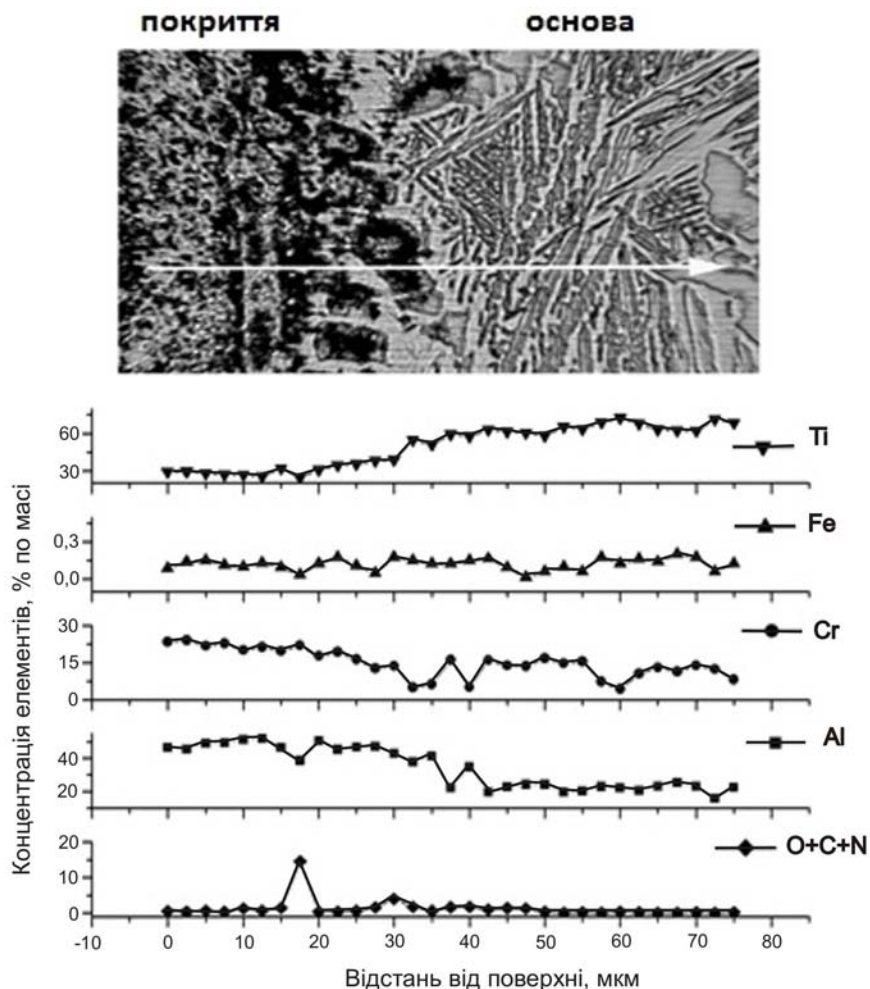 покриття основа
Концентрація елементів, % по масі
60
30
Ti
0,3
0,0
Fe
30
15
0
Cr
40
20
Al
20
10
0
O+C+N
-10 0 10 20 30 40 50 60 70 80
Відстань від поверхні, мкм